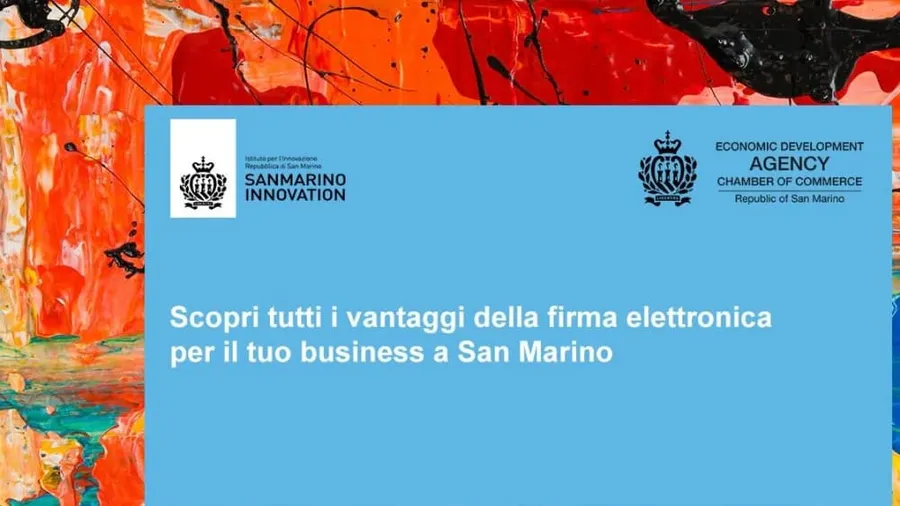 Istituto per l'Innovazione
Repubblica di San Marino
SANMARINO
INNOVATION
ECONOMIC DEVELOPMENT
AGENCY
CHAMBER OF COMMERCE
Republic of San Marino
Scopri tutti i vantaggi della firma elettronica
per il tuo business a San Marino